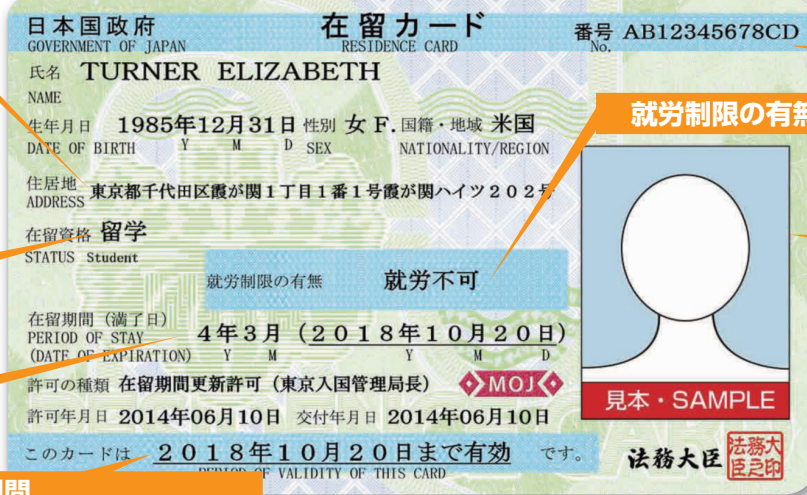 日本国政府 在留カード 番号 AB12345678CD
GOVERNMENT OF JAPAN RESIDENCE CARD No.
氏名 TURNER ELIZABETH
NAME
就労制限の有無
生年月日 1985年12月31日 性別 女 F. 国籍・地域 米国
DATE OF BIRTH Y M D SEX NATIONALITY/REGION
住居地 東京都千代田区霞が関1丁目1番1号霞が関ハイツ202号
ADDRESS
在留資格 留学
STATUS Student
就労制限の有無 就労不可
在留期間(満了日)
PERIOD OF STAY 4年3月(2018年10月20日)
(DATE OF EXPIRATION) Y M Y M D
許可の種類 在留期間更新許可(東京入国管理局長) MOJ
見本・SAMPLE
許可年月日 2014年06月10日 交付年月日 2014年06月10日
このカードは 2018年10月20日まで有効 です。
PERIOD OF VALIDITY OF THIS CARD
法務大臣 法務大臣之印